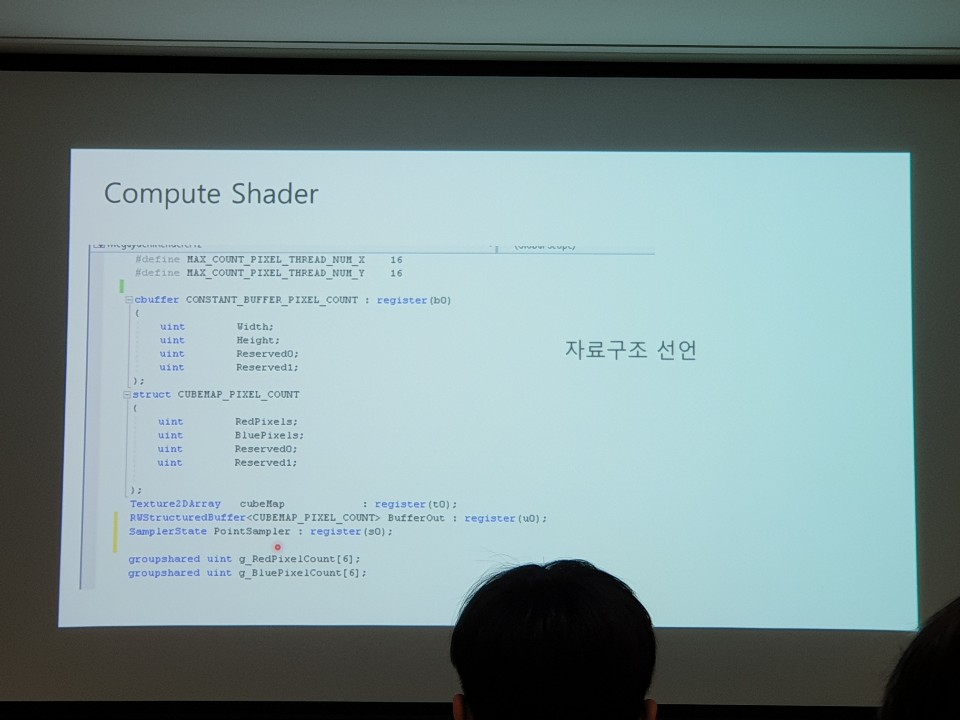 Compute Shader
#define MAX_COUNT_PIXEL_THREAD_NUM_X 16
#define MAX_COUNT_PIXEL_THREAD_NUM_Y 16
cbuffer CONSTANT_BUFFER_PIXEL_COUNT : register(b0)
{
uint Width;
uint Height;
uint Reserved0;
uint Reserved1;
};
struct CUBEMAP_PIXEL_COUNT
{
uint RedPixels;
uint BluePixels;
uint Reserved0;
uint Reserved1;
};
Texture2DArray cubeMap : register(t0);
RWStructuredBuffer<CUBEMAP_PIXEL_COUNT> BufferOut : register(u0);
SamplerState PointSampler : register(s0);
groupshared uint g_RedPixelCount[6];
groupshared uint g_BluePixelCount[6];
자료구조 선언